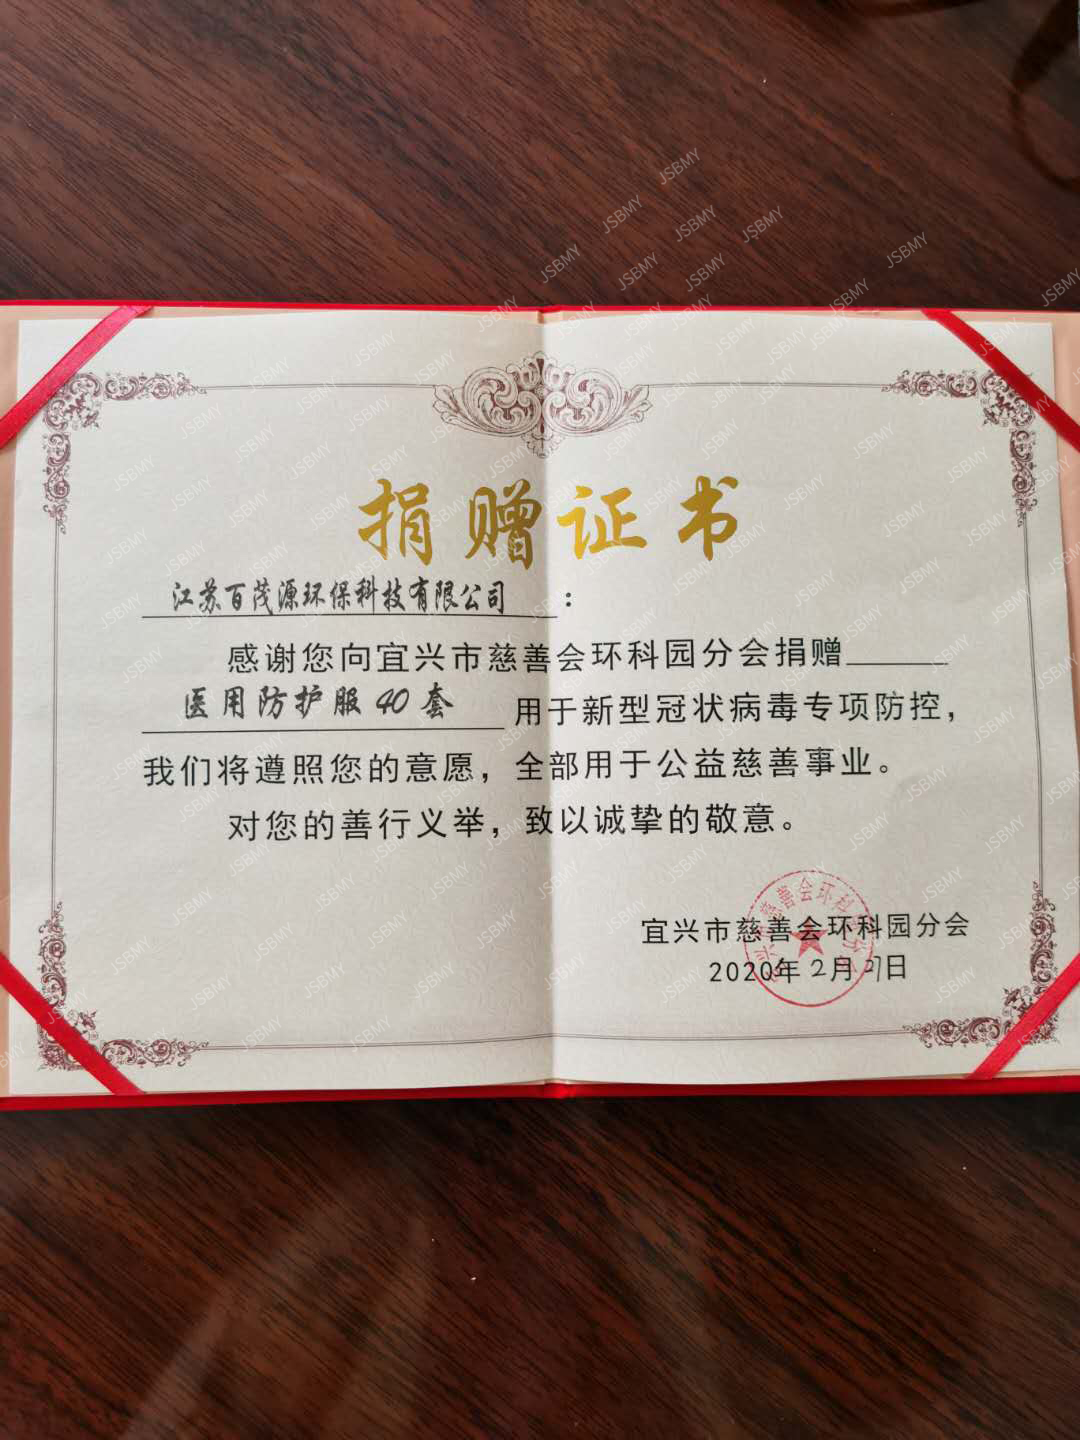 捐赠证书
江苏百茂源环保科技有限公司：
感谢您向宜兴市慈善会环科园分会捐赠
医用防护服40套 用于新型冠状病毒专项防控，
我们将遵照您的意愿，全部用于公益慈善事业。
对您的善行义举，致以诚挚的敬意。
宜兴市慈善会环科园分会
2020年2月 日
JSBMY